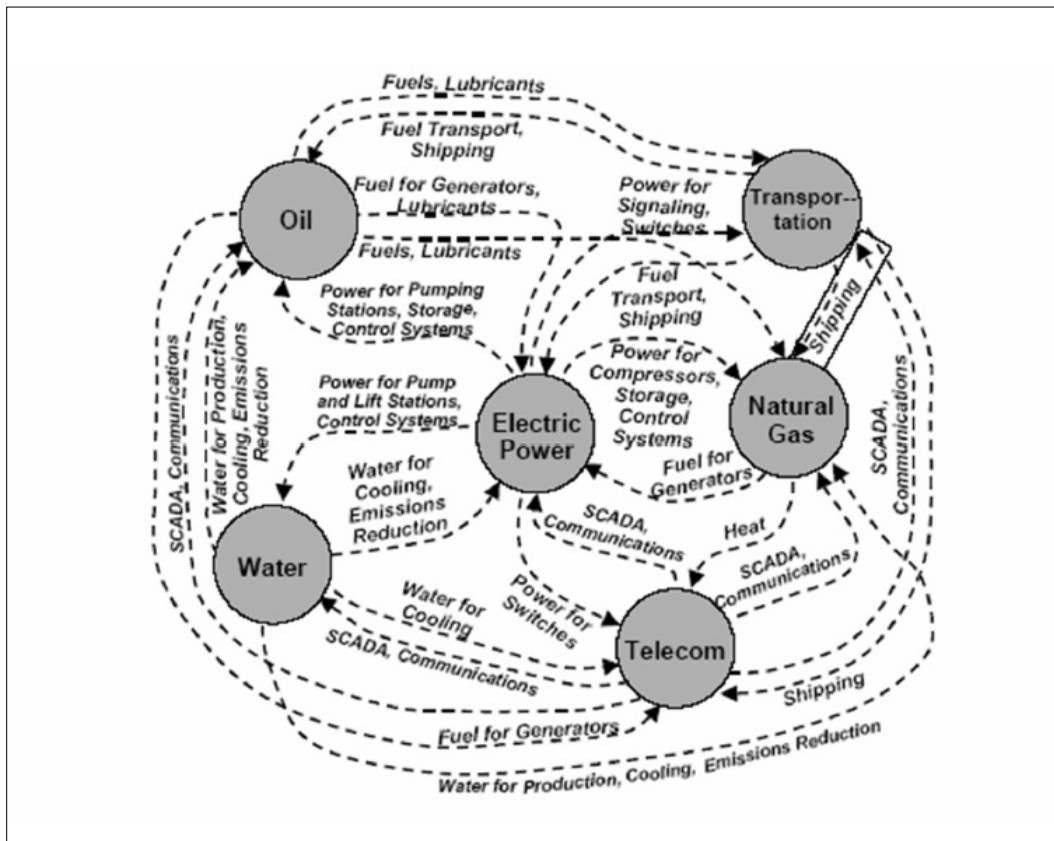 Fuels, Lubricants
Fuel Transport,
Shipping
Oil
Fuel for Generators,
Lubricants
Fuels, Lubricants
Power for
Signaling,
Switches
Transpor--
tation
Fuel
Transport,
Shipping
Shipping
Power for Pumping
Stations, Storage,
Control Systems
Power for Pump
and Lift Stations,
Control Systems
Electric
Power
Power for
Compressors,
Storage,
Control
Systems
Natural
Gas
SCADA, Communications
Water for Production,
Cooling, Emissions
Reduction
SCADA,
Communications
Water for
Cooling,
Emissions
Reduction
Fuel for
Generators
SCADA,
Communications
Heat
SCADA,
Communications
Water
Water for
Cooling
Power for
Switches
SCADA, Communications
Telecom
Shipping
Fuel for Generators
Water for Production, Cooling, Emissions Reduction